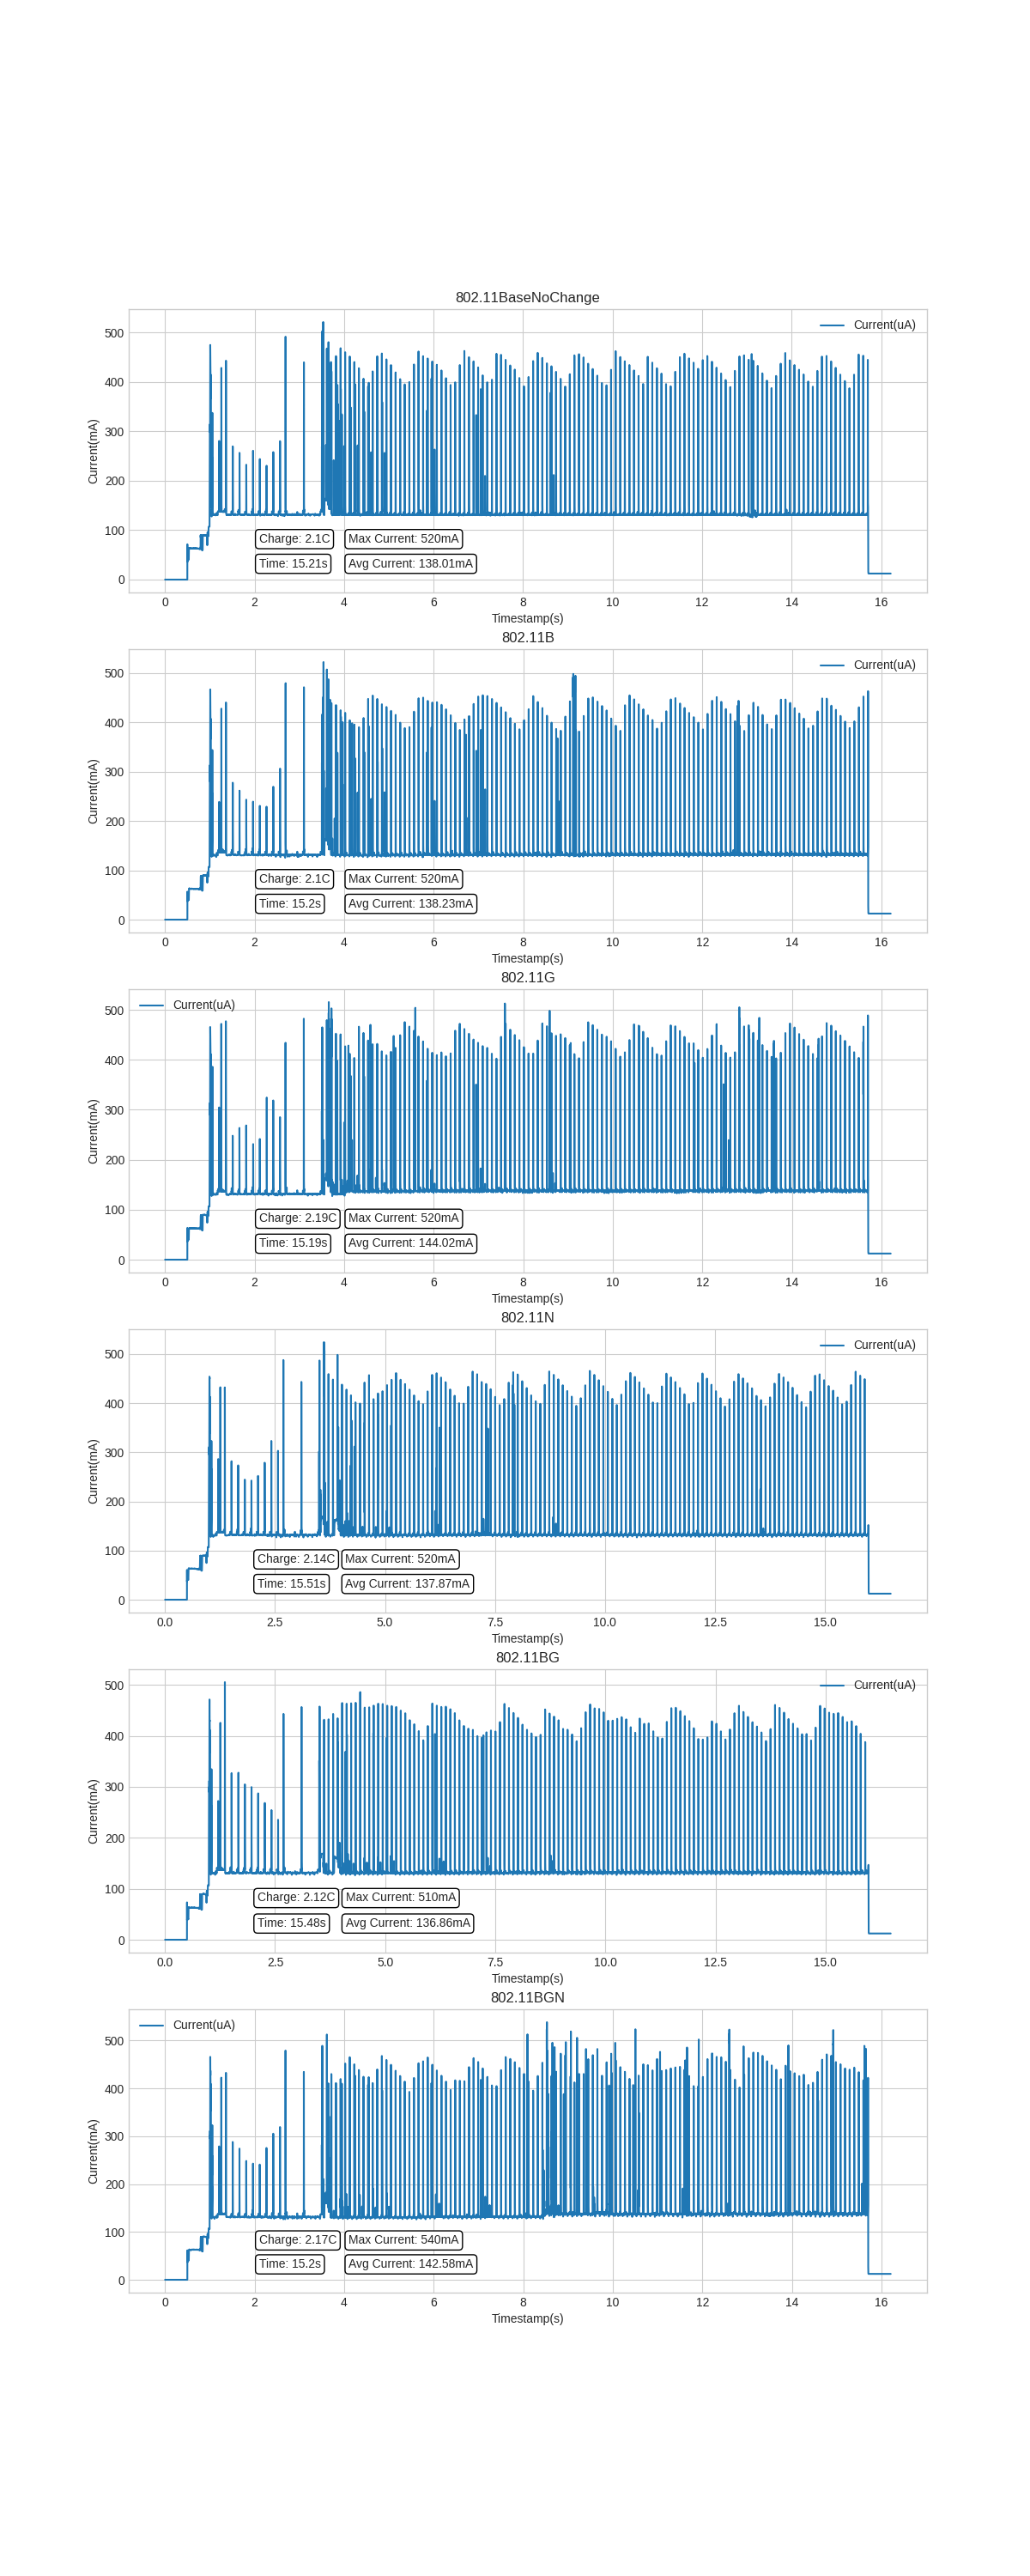 802.11BaseNoChange
Current(uA)
500
400
300
200
100
0
Current(mA)
Charge: 2.1C Max Current: 520mA
Time: 15.21s Avg Current: 138.01mA
0 2 4 6 8 10 12 14 16
Timestamp(s)
802.11B
Current(uA)
500
400
300
200
100
0
Current(mA)
Charge: 2.1C Max Current: 520mA
Time: 15.2s Avg Current: 138.23mA
0 2 4 6 8 10 12 14 16
Timestamp(s)
802.11G
Current(uA)
500
400
300
200
100
0
Current(mA)
Charge: 2.19C Max Current: 520mA
Time: 15.19s Avg Current: 144.02mA
0 2 4 6 8 10 12 14 16
Timestamp(s)
802.11N
Current(uA)
500
400
300
200
100
0
Current(mA)
Charge: 2.14C Max Current: 520mA
Time: 15.51s Avg Current: 137.87mA
0.0 2.5 5.0 7.5 10.0 12.5 15.0
Timestamp(s)
802.11BG
Current(uA)
500
400
300
200
100
0
Current(mA)
Charge: 2.12C Max Current: 510mA
Time: 15.48s Avg Current: 136.86mA
0.0 2.5 5.0 7.5 10.0 12.5 15.0
Timestamp(s)
802.11BGN
Current(uA)
500
400
300
200
100
0
Current(mA)
Charge: 2.17C Max Current: 540mA
Time: 15.2s Avg Current: 142.58mA
0 2 4 6 8 10 12 14 16
Timestamp(s)